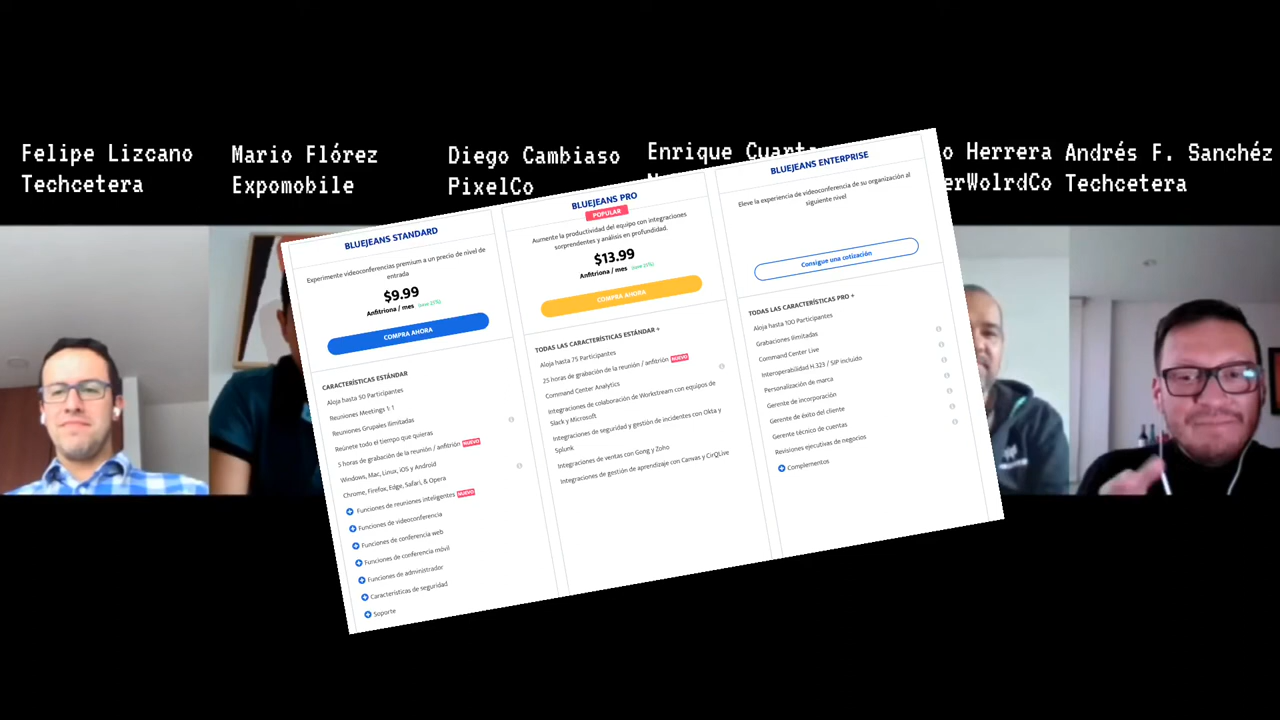 Felipe Lizcano
Techcetera
Mario Flórez
Expomobile
Diego Cambiaso
PixelCo
Enrique
Herrera
Andrés F. Sanchéz
Techcetera
BLUEJEANS STANDARD
Experimente videoconferencias premium a un precio de nivel de
entrada
$9.99
Anfitriona / mes (save 23%)
COMPRA AHORA
CARACTERÍSTICAS ESTÁNDAR
Aloja hasta 50 Participantes
Reuniones Meetings 1: 1
Reuniones Grupales Ilimitadas
Reúnete todo el tiempo que quieras
5 horas de grabación de la reunión / anfitrión NUEVO
Windows, Mac, Linux, iOS y Android
Chrome, Firefox, Edge, Safari, & Opera
Funciones de reuniones inteligentes NUEVO
Funciones de videoconferencia
Funciones de conferencia web
Funciones de conferencia móvil
Funciones de administrador
Características de seguridad
Soporte
BLUEJEANS PRO
POPULAR
Aumente la productividad del equipo con integraciones
sorprendentes y análisis en profundidad.
$13.99
Anfitriona / mes
COMPRA AHORA
TODAS LAS CARACTERÍSTICAS ESTÁNDAR +
Aloja hasta 75 Participantes
25 horas de grabación de la reunión / anfitrión NUEVO
Command Center Analytics
Integraciones de colaboración de Workstream con equipos de
Slack y Microsoft
Integraciones de seguridad y gestión de incidentes con Okta y
Splunk
Integraciones de ventas con Gong y Zoho
Integraciones de gestión de aprendizaje con Canvas y CirQLive
BLUEJEANS ENTERPRISE
Eleve la experiencia de videoconferencia de su organización al
siguiente nivel
Consigue una cotización
TODAS LAS CARACTERÍSTICAS PRO +
Aloja hasta 100 Participantes
Grabaciones Ilimitadas
Command Center Live
Interoperabilidad H.323 / SIP incluido
Personalización de marca
Gerente de incorporación
Gerente de éxito del cliente
Gerente técnico de cuentas
Revisiones ejecutivas de negocios
Complementos